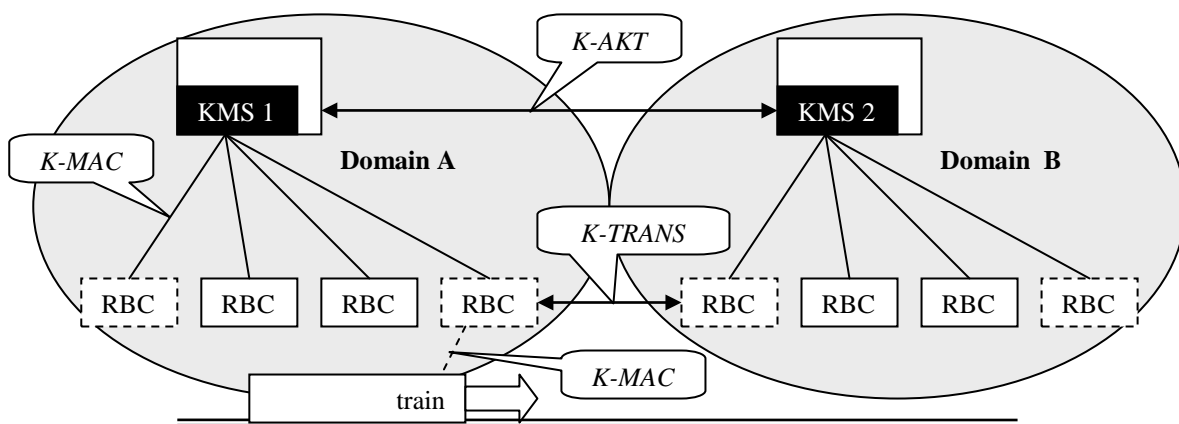 K-AKT
KMS 1
KMS 2
K-MAC
Domain A
Domain B
K-TRANS
RBC RBC RBC RBC RBC RBC RBC RBC
K-MAC
train